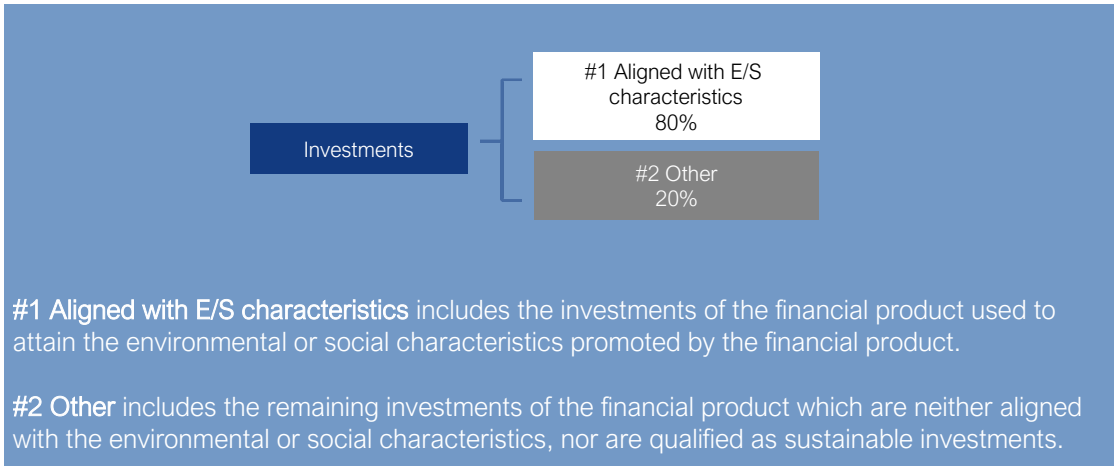 #1 Aligned with E/S
characteristics
80%
Investments
#2 Other
20%
#1 Aligned with E/S characteristics includes the investments of the financial product used to
attain the environmental or social characteristics promoted by the financial product.
#2 Other includes the remaining investments of the financial product which are neither aligned
with the environmental or social characteristics, nor are qualified as sustainable investments.